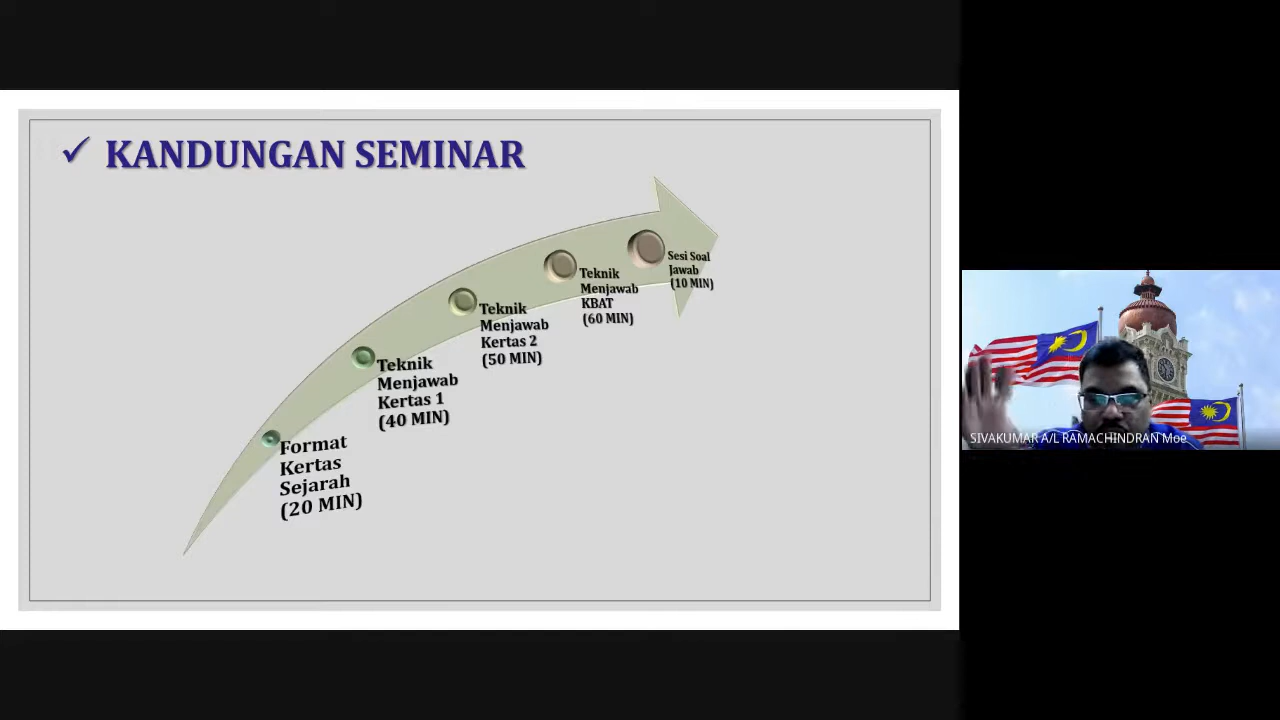 KANDUNGAN SEMINAR
Format
Kertas
Sejarah
(20 MIN)
Teknik
Menjawab
Kertas 1
(40 MIN)
Teknik
Menjawab
Kertas 2
(50 MIN)
Teknik
Menjawab
KBAT
(60 MIN)
Sesi Soal
Jawab
(10 MIN)
SIVAKUMAR A/L RAMACHINDRAN Moe